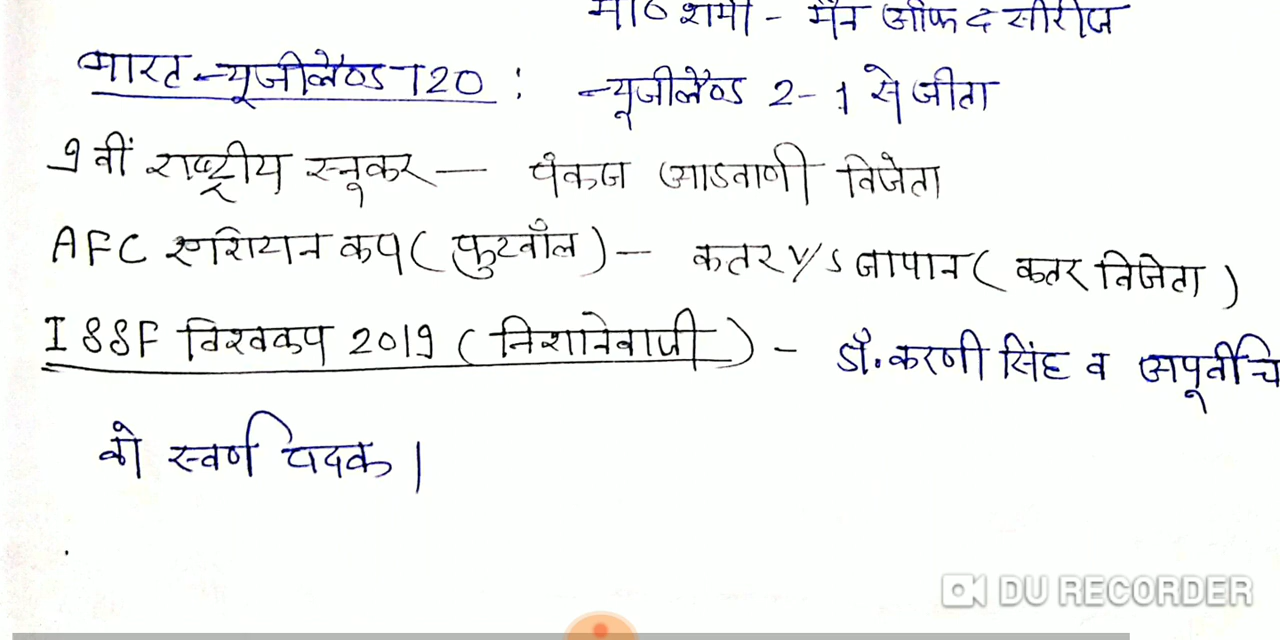 मो० शमी - मैन ऑफ द सीरीज
भारत-न्यूजीलैण्ड T20 : न्यूजीलैण्ड 2-1 से जीता
9 वीं राष्ट्रीय स्नूकर — पंकज आडवाणी विजेता
AFC एशियन कप (फुटबॉल) — कतर v/s जापान (कतर विजेता)
ISSF विश्वकप 2019 (निशानेबाजी) - डॉ. करणी सिंह व अपूर्वी चि
को स्वर्ण पदक।
DU RECORDER